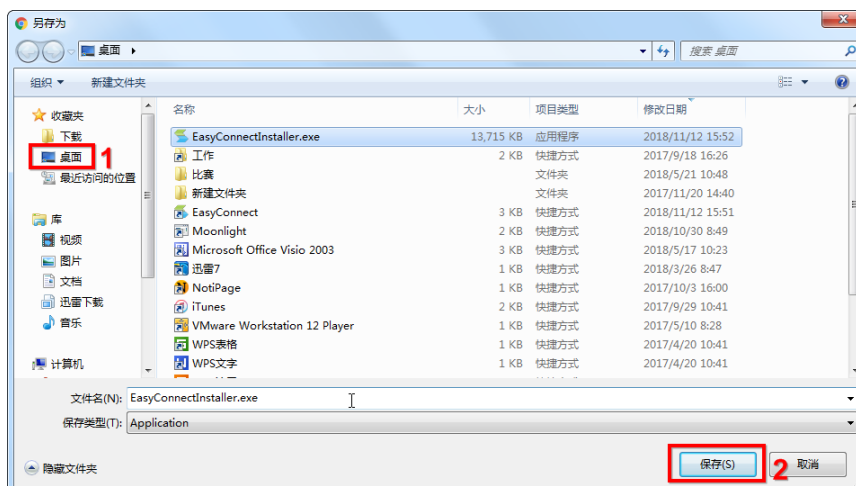 另存为
桌面
搜索 桌面
组织 新建文件夹
收藏夹
下载
桌面 1
最近访问的位置
库
视频
图片
文档
迅雷下载
音乐
计算机
名称 大小 项目类型 修改日期
EasyConnectInstaller.exe 13,715 KB 应用程序 2018/11/12 15:52
工作 2 KB 快捷方式 2017/9/18 16:26
比赛 文件夹 2018/5/21 10:48
新建文件夹 文件夹 2017/11/20 14:40
EasyConnect 3 KB 快捷方式 2018/11/12 15:51
Moonlight 2 KB 快捷方式 2018/10/30 8:49
Microsoft Office Visio 2003 3 KB 快捷方式 2018/5/17 10:23
迅雷7 1 KB 快捷方式 2018/3/26 8:47
NotiPage 1 KB 快捷方式 2017/10/3 16:00
iTunes 2 KB 快捷方式 2017/9/29 10:41
VMware Workstation 12 Player 1 KB 快捷方式 2017/5/10 8:28
WPS表格 1 KB 快捷方式 2017/4/20 10:41
WPS文字 1 KB 快捷方式 2017/4/20 10:41
文件名(N): EasyConnectInstaller.exe
保存类型(T): Application
隐藏文件夹 保存(S) 2 取消